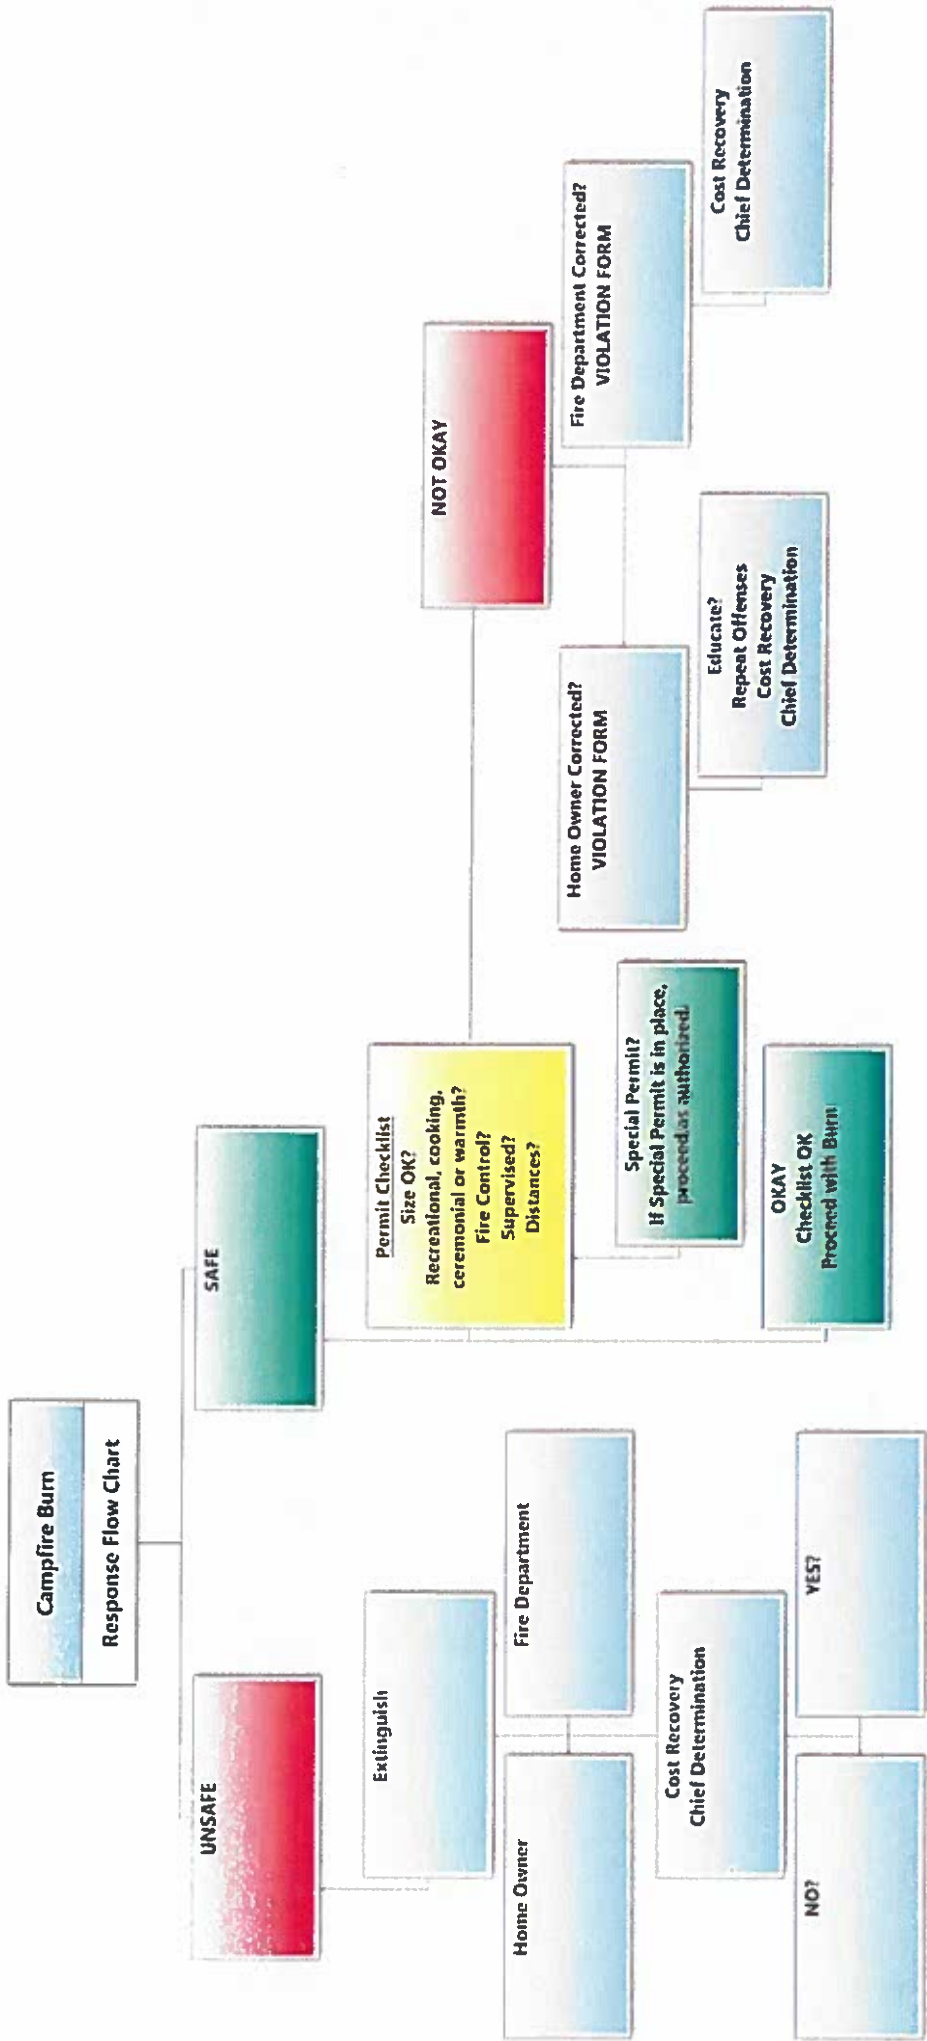 Campfire Burn
Response Flow Chart
UNSAFE
SAFE
Extinguish
Home Owner
Fire Department
Cost Recovery
Chief Determination
NO?
YES?
Permit Checklist
Size OK?
Recreational, cooking,
ceremonial or warmth?
Fire Control?
Supervised?
Distances?
Special Permit?
If Special Permit is in place,
proceed as authorized.
OKAY
Checklist OK
Proceed with Burn
NOT OKAY
Home Owner Corrected?
VIOLATION FORM
Educate?
Repeat Offenses
Cost Recovery
Chief Determination
Fire Department Corrected?
VIOLATION FORM
Cost Recovery
Chief Determination